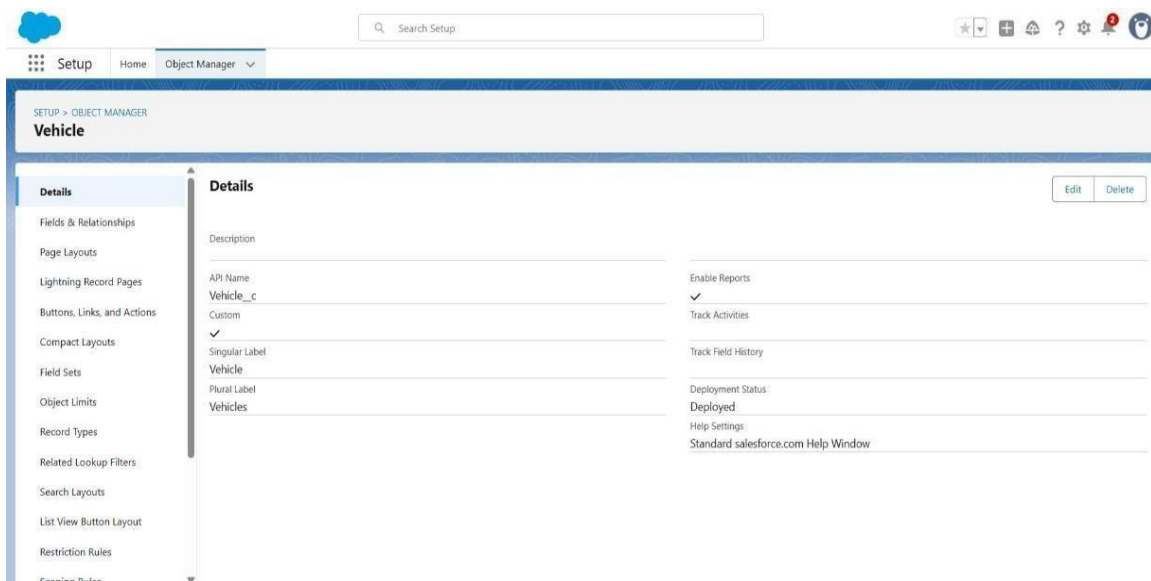 Search Setup
2
Setup
Home
Object Manager
SETUP > OBJECT MANAGER
Vehicle
Details
Fields & Relationships
Page Layouts
Lightning Record Pages
Buttons, Links, and Actions
Compact Layouts
Field Sets
Object Limits
Record Types
Related Lookup Filters
Search Layouts
List View Button Layout
Restriction Rules
Scoping Rules
Details
Edit
Delete
Description
API Name
Vehicle__c
Custom
Singular Label
Vehicle
Plural Label
Vehicles
Enable Reports
Track Activities
Track Field History
Deployment Status
Deployed
Help Settings
Standard salesforce.com Help Window